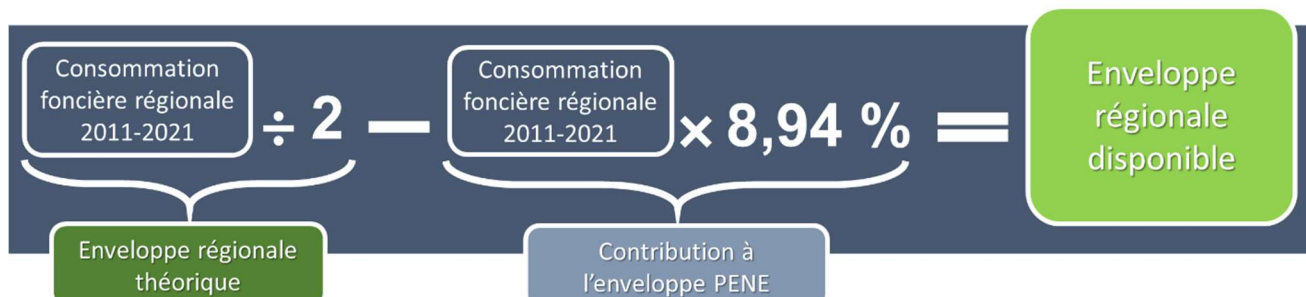 Consommation
foncière régionale
2011-2021
÷ 2
—
Consommation
foncière régionale
2011-2021
× 8,94 %
=
Enveloppe
régionale
disponible
Enveloppe régionale
théorique
Contribution à
l’enveloppe PENE